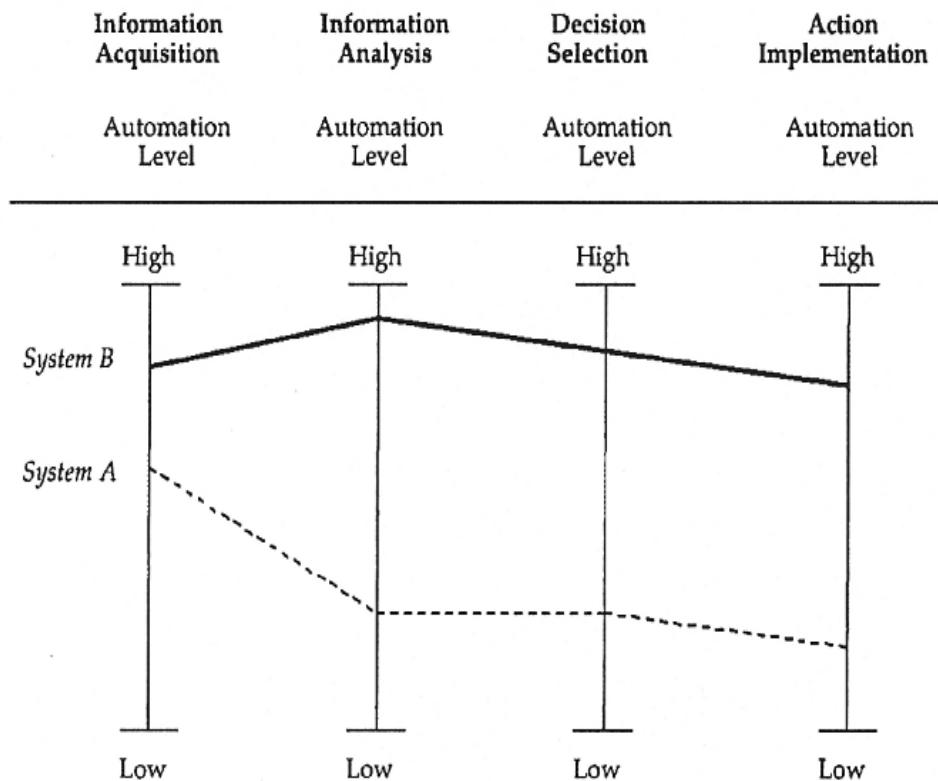 Information Information Decision Action
Acquisition Analysis Selection Implementation
Automation Automation Automation Automation
Level Level Level Level
High High High High
System B
System A
Low Low Low Low